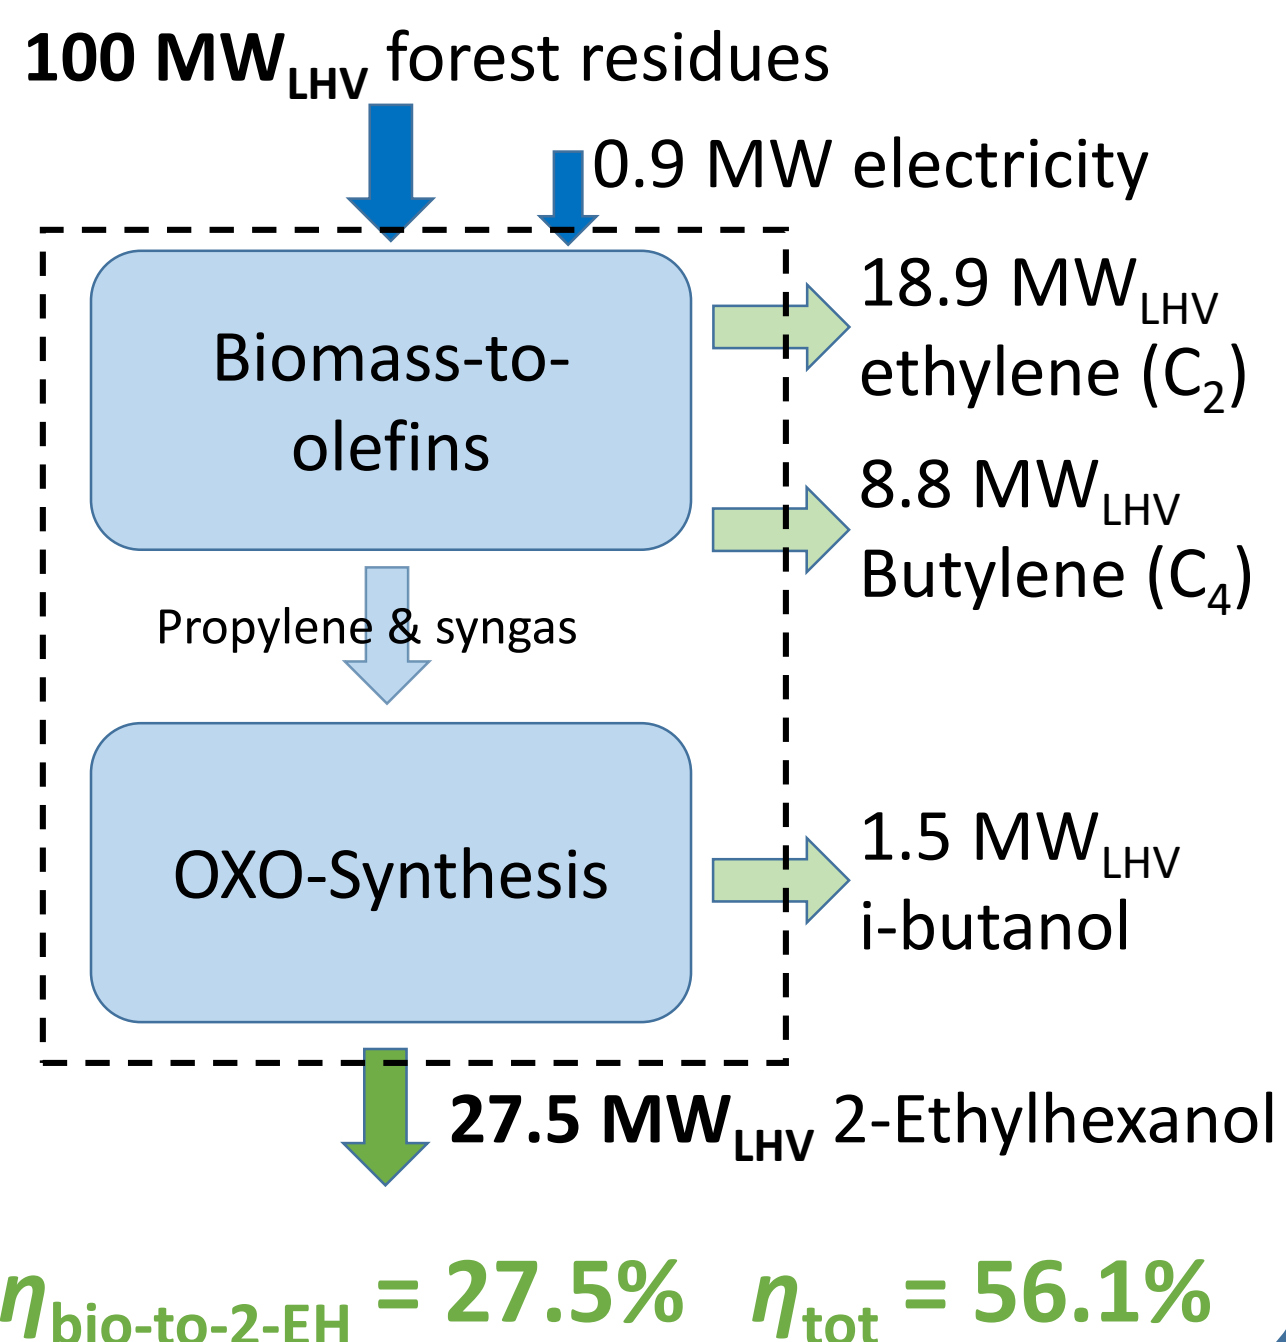 100 MWLHV forest residues
0.9 MW electricity
18.9 MWLHV
ethylene (C2)
Biomass-to-
olefins
8.8 MWLHV
Butylene (C4)
Propylene & syngas
1.5 MWLHV
i-butanol
OXO-Synthesis
27.5 MWLHV 2-Ethylhexanol
ηbio-to-2-EH = 27.5% ηtot = 56.1%